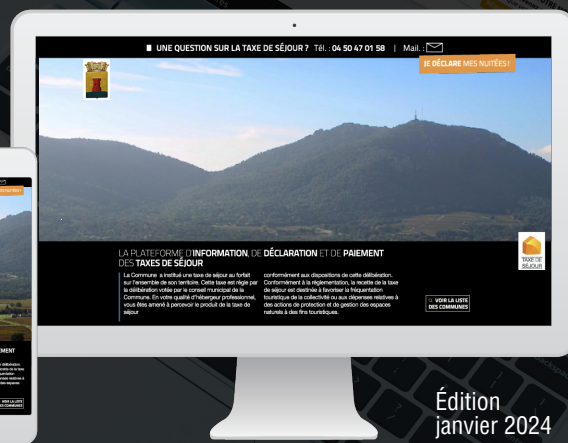 UNE QUESTION SUR LA TAXE DE SÉJOUR ? Tél. : 04 50 47 01 58 | Mail. :
JE DÉCLARE MES NUITÉES !
LA PLATEFORME D'INFORMATION, DE DÉCLARATION ET DE PAIEMENT
DES TAXES DE SÉJOUR
La Commune a institué une taxe de séjour au forfait
sur l'ensemble de son territoire. Cette taxe est régie par
la délibération votée par le conseil municipal de la
Commune. En votre qualité d'hébergeur professionnel,
vous êtes amené à percevoir le produit de la taxe de
séjour
conformément aux dispositions de cette délibération.
Conformément à la réglementation, la recette de la taxe
de séjour est destinée à favoriser la fréquentation
touristique de la collectivité ou aux dépenses relatives à
des actions de protection et de gestion des espaces
naturels à des fins touristiques.
TAXE DE
SÉJOUR
VOIR LA LISTE
DES COMMUNES
VOIR LA LISTE
DES COMMUNES
Édition
janvier 2024